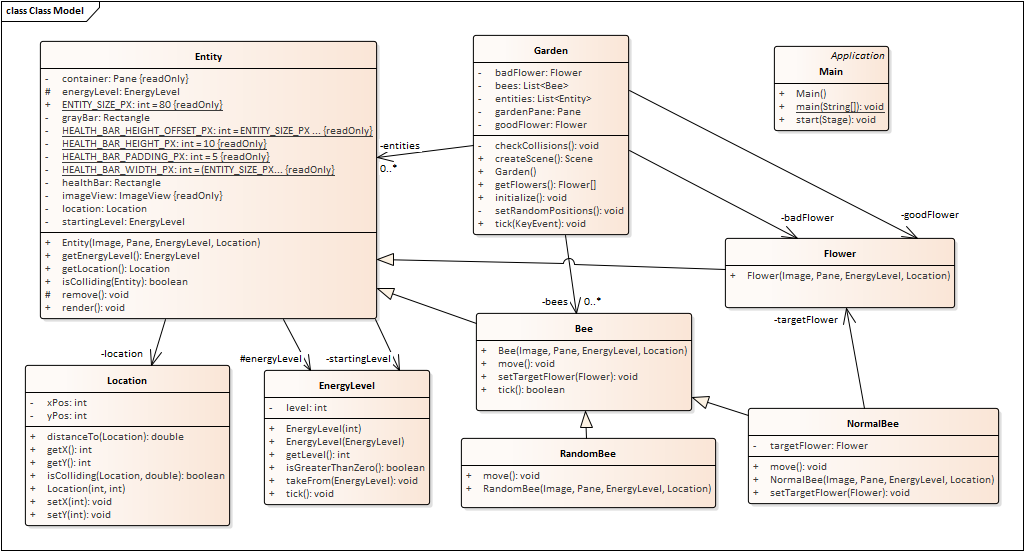 class Class Model
Entity
- container: Pane {readOnly}
# energyLevel: EnergyLevel
+ ENTITY_SIZE_PX: int = 80 {readOnly}
- grayBar: Rectangle
- HEALTH_BAR_HEIGHT_OFFSET_PX: int = ENTITY_SIZE_PX ... {readOnly}
- HEALTH_BAR_HEIGHT_PX: int = 10 {readOnly}
- HEALTH_BAR_PADDING_PX: int = 5 {readOnly}
- HEALTH_BAR_WIDTH_PX: int = (ENTITY_SIZE_PX... {readOnly}
- healthBar: Rectangle
- imageView: ImageView {readOnly}
- location: Location
- startingLevel: EnergyLevel
+ Entity(Image, Pane, EnergyLevel, Location)
+ getEnergyLevel(): EnergyLevel
+ getLocation(): Location
+ isColliding(Entity): boolean
# remove(): void
+ render(): void
Garden
- badFlower: Flower
- bees: List<Bee>
- entities: List<Entity>
- gardenPane: Pane
- goodFlower: Flower
- checkCollisions(): void
+ createScene(): Scene
+ Garden()
+ getFlowers(): Flower[]
+ initialize(): void
- setRandomPositions(): void
+ tick(KeyEvent): void
Application
Main
+ Main()
+ main(String[]): void
+ start(Stage): void
-entities
0..*
-badFlower
-goodFlower
Flower
+ Flower(Image, Pane, EnergyLevel, Location)
-bees
0..*
-targetFlower
Bee
+ Bee(Image, Pane, EnergyLevel, Location)
+ move(): void
+ setTargetFlower(Flower): void
+ tick(): boolean
-location
#energyLevel
-startingLevel
Location
- xPos: int
- yPos: int
+ distanceTo(Location): double
+ getX(): int
+ getY(): int
+ isColliding(Location, double): boolean
+ Location(int, int)
+ setX(int): void
+ setY(int): void
EnergyLevel
- level: int
+ EnergyLevel(int)
+ EnergyLevel(EnergyLevel)
+ getLevel(): int
+ isGreaterThanZero(): boolean
+ takeFrom(EnergyLevel): void
+ tick(): void
RandomBee
+ move(): void
+ RandomBee(Image, Pane, EnergyLevel, Location)
NormalBee
- targetFlower: Flower
+ move(): void
+ NormalBee(Image, Pane, EnergyLevel, Location)
+ setTargetFlower(Flower): void